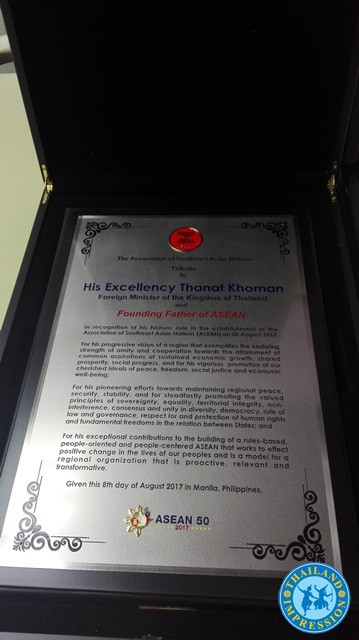 The Association of Southeast Asian Nations
Tribute
to
His Excellency Thanat Khoman
Foreign Minister of the Kingdom of Thailand
and
Founding Father of ASEAN
In recognition of his historic role in the establishment of the
Association of Southeast Asian Nations (ASEAN) on 08 August 1967;
For his progressive vision of a region that exemplifies the enduring
strength of amity and cooperation towards the attainment of
common aspirations of sustained economic growth, shared
prosperity, social progress, and for his vigorous promotion of our
cherished ideals of peace, freedom, social justice and economic
well-being;
For his pioneering efforts towards maintaining regional peace,
security, stability, and for steadfastly promoting the valued
principles of sovereignty, equality, territorial integrity, non-
interference, consensus and unity in diversity, democracy, rule of
law and governance, respect for and protection of human rights
and fundamental freedoms in the relation between States; and
For his exceptional contributions to the building of a rules-based,
people-oriented and people-centered ASEAN that works to effect
positive change in the lives of our peoples and is a model for a
regional organization that is proactive, relevant and
transformative.
Given this 8th day of August 2017 in Manila, Philippines.
ASEAN 50
2017
THAILAND
IMPRESSION